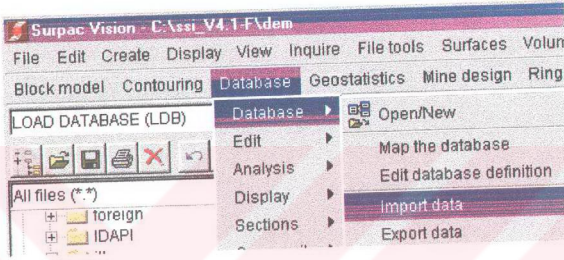 Surpac Vision - C:\ssi_V4.1-F\dem
File Edit Create Display View Inquire File tools Surfaces Volum
Block model Contouring Database Geostatistics Mine design Ring
LOAD DATABASE (LDB)
Database
Open/New
Edit
Map the database
Analysis
Edit database definition
All files (*.*)
Display
Import data
foreign
Sections
Export data
IDAPI